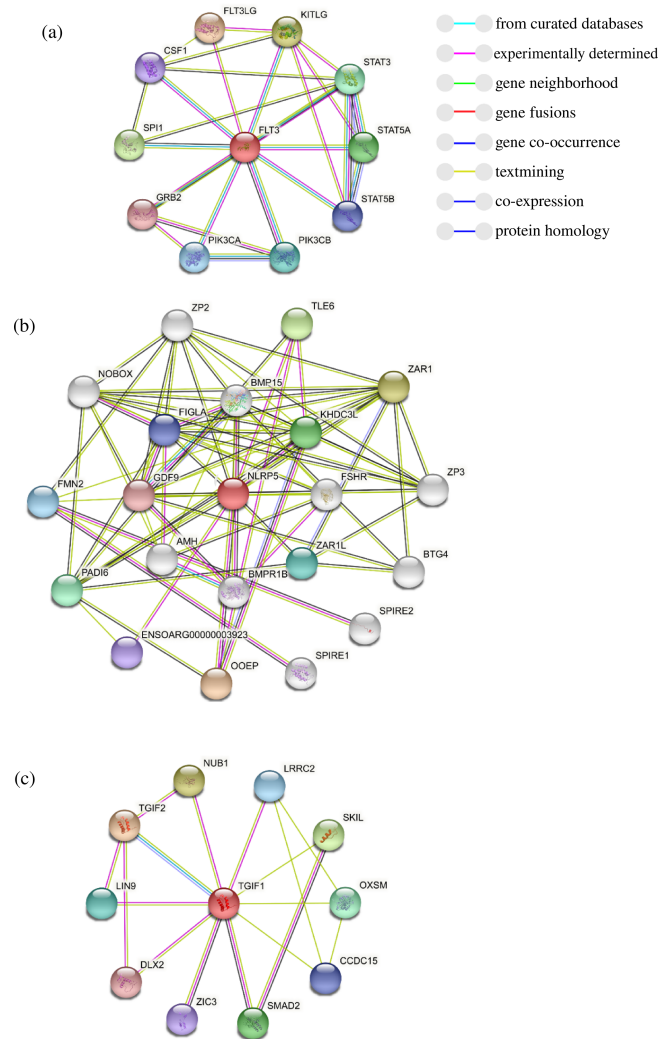 (a)
FLT3LG
KITLG
CSF1
STAT3
SPI1
FLT3
STAT5A
GRB2
STAT5B
PIK3CA
PIK3CB
from curated databases
experimentally determined
gene neighborhood
gene fusions
gene co-occurrence
textmining
co-expression
protein homology
(b)
ZP2
TLE6
NOBOX
BMP15
ZAR1
FIGLA
KHDC3L
GDF9
NLRP5
FSHR
ZP3
FMN2
AMH
ZAR1L
BTG4
PADI6
BMPR1B
SPIRE2
ENSOARG00000003923
OOEP
SPIRE1
(c)
NUB1
LRRC2
TGIF2
SKIL
LIN9
TGIF1
OXSM
DLX2
CCDC15
ZIC3
SMAD2